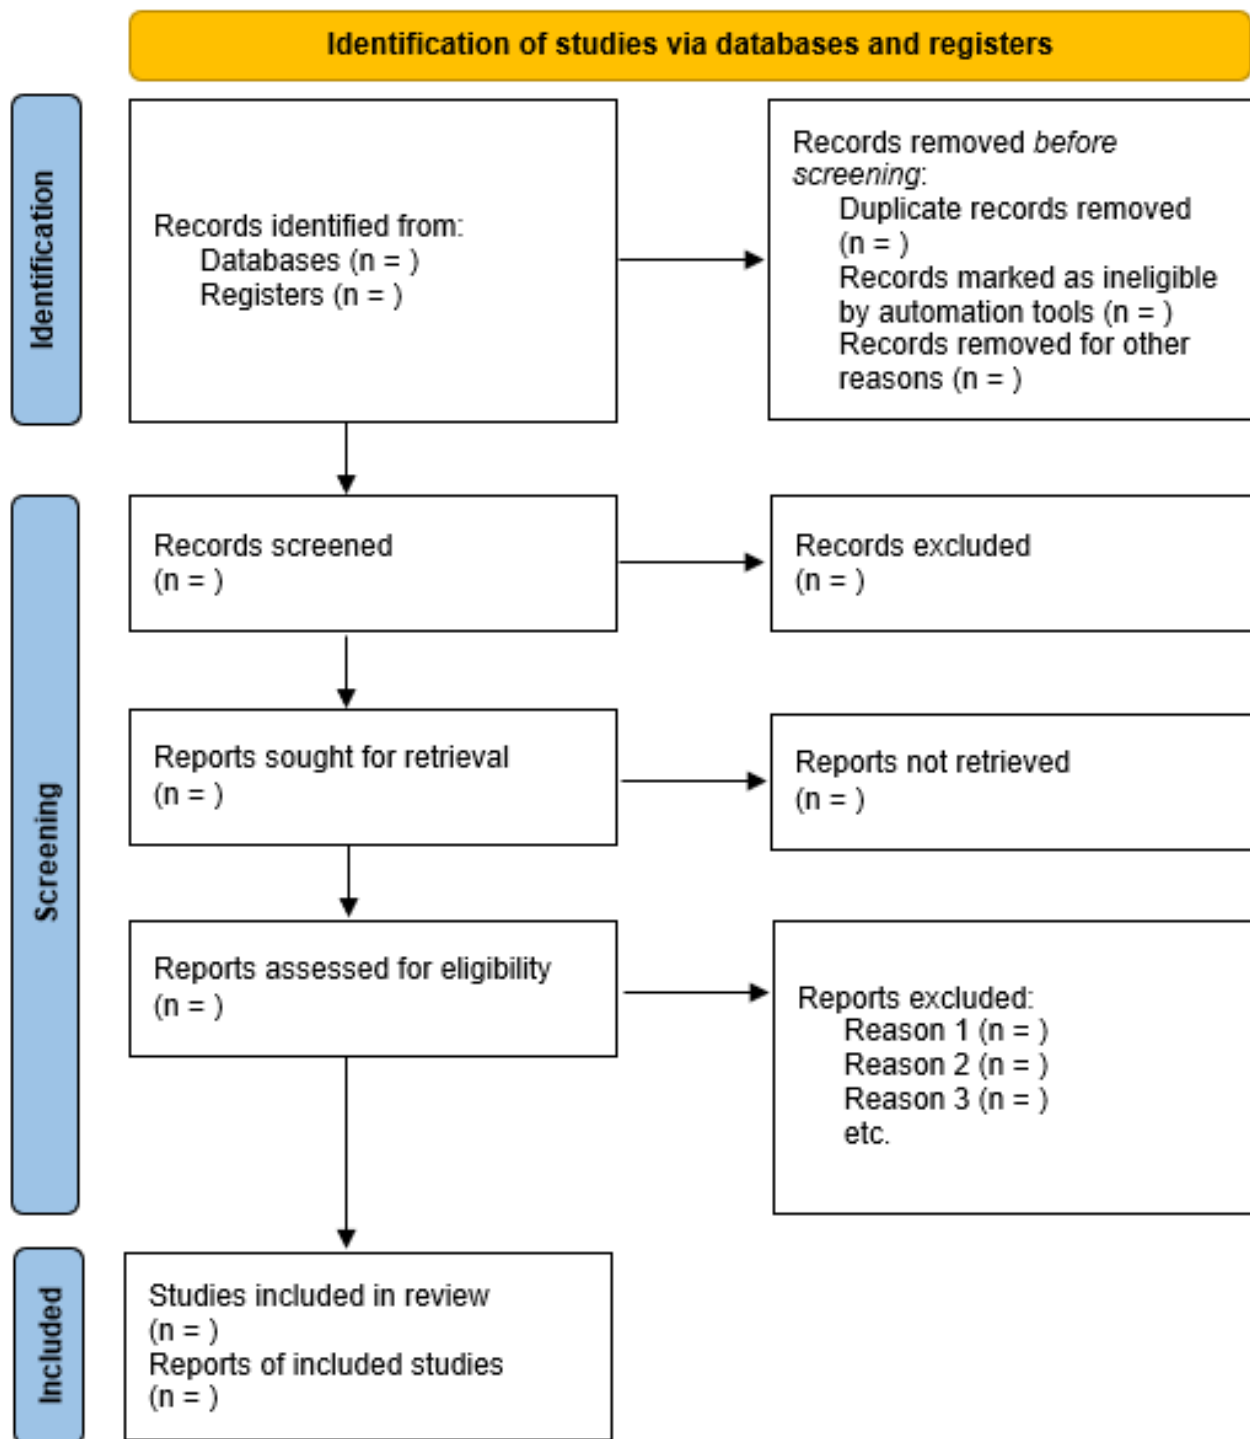 Identification of studies via databases and registers
Identification
Records identified from:
Databases (n = )
Registers (n = )
Records removed before
screening:
Duplicate records removed
(n = )
Records marked as ineligible
by automation tools (n = )
Records removed for other
reasons (n = )
Screening
Records screened
(n = )
Records excluded
(n = )
Reports sought for retrieval
(n = )
Reports not retrieved
(n = )
Reports assessed for eligibility
(n = )
Reports excluded:
Reason 1 (n = )
Reason 2 (n = )
Reason 3 (n = )
etc.
Included
Studies included in review
(n = )
Reports of included studies
(n = )